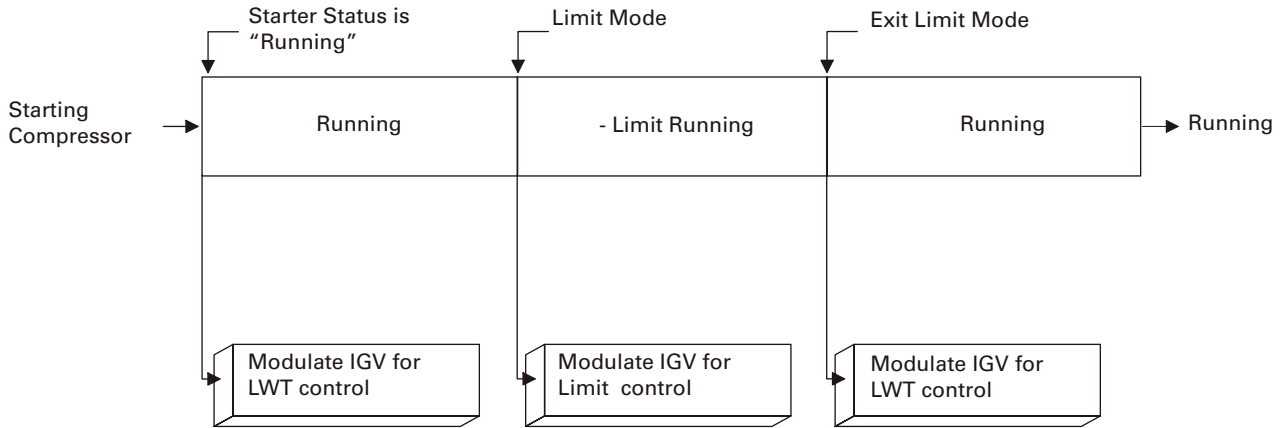 Starter Status is
“Running”
Limit Mode
Exit Limit Mode
Starting
Compressor
Running
- Limit Running
Running
Running
Modulate IGV for
LWT control
Modulate IGV for
Limit control
Modulate IGV for
LWT control